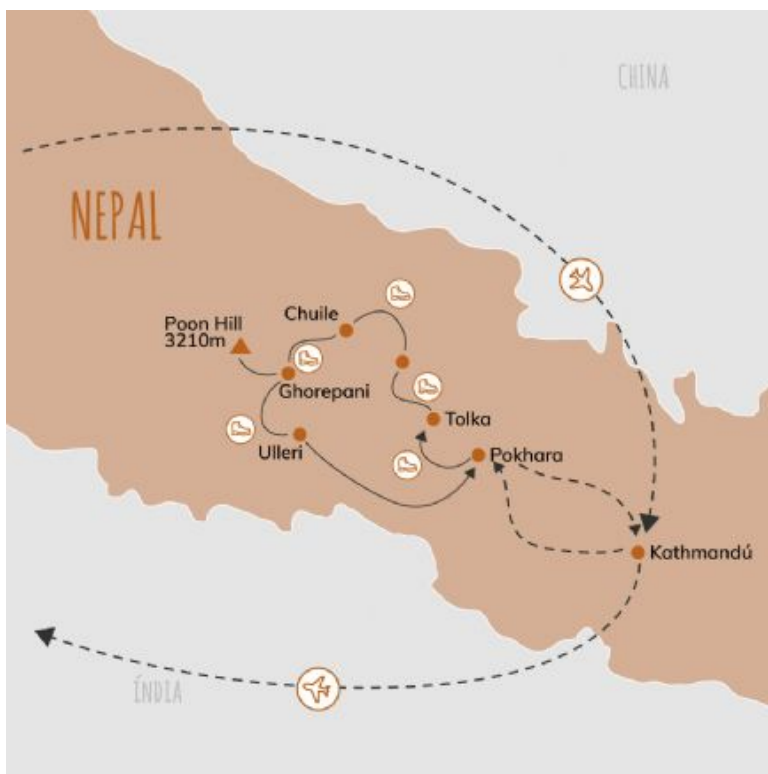 CHINA
NEPAL
Chuile
Poon Hill
3210m
Ghorepani
Tolka
Ulleri
Pokhara
Kathmandú
ÍNDIA